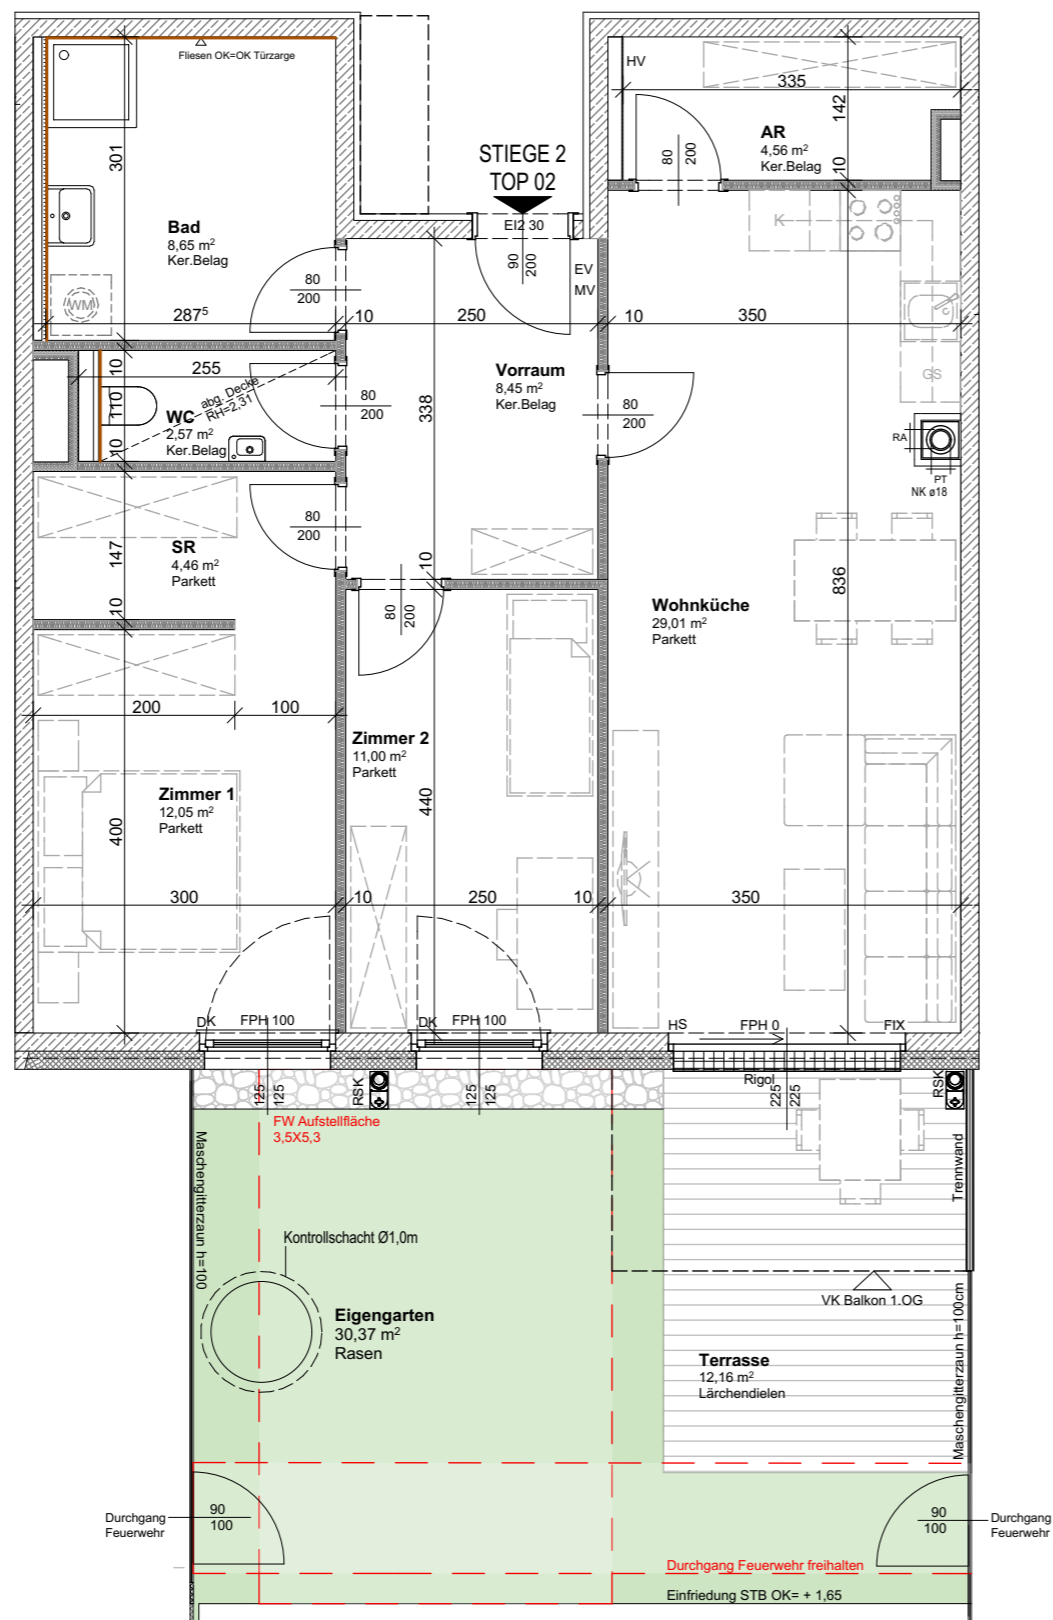 Fliesen OK=OK Türzarge
HV
335
142
10
AR
4,56 m²
Ker.Belag
80
200
STIEGE 2
TOP 02
EI2 30
90
200
EV
MV
K
301
Bad
8,65 m²
Ker.Belag
WM
80
200
287⁵
10
250
10
350
GS
255
abg. Decke
RH=2,31
10
110
10
WC
2,57 m²
Ker.Belag
80
200
338
Vorraum
8,45 m²
Ker.Belag
80
200
RA
PT
NK ø18
147
10
SR
4,46 m²
Parkett
80
200
10
80
200
836
Wohnküche
29,01 m²
Parkett
200
100
Zimmer 2
11,00 m²
Parkett
Zimmer 1
12,05 m²
Parkett
400
440
300
10
250
10
350
DK
FPH 100
DK
FPH 100
HS
FPH 0
FIX
125
125
RSK
125
125
Rigol
225
225
RSK
FW Aufstellfläche
3,5X5,3
Maschengitterzaun h=100
Trennwand
Kontrollschacht Ø1,0m
VK Balkon 1.OG
Eigengarten
30,37 m²
Rasen
Terrasse
12,16 m²
Lärchendielen
Maschengitterzaun h=100cm
Durchgang
Feuerwehr
90
100
90
100
Durchgang
Feuerwehr
Durchgang Feuerwehr freihalten
Einfriedung STB OK= + 1,65